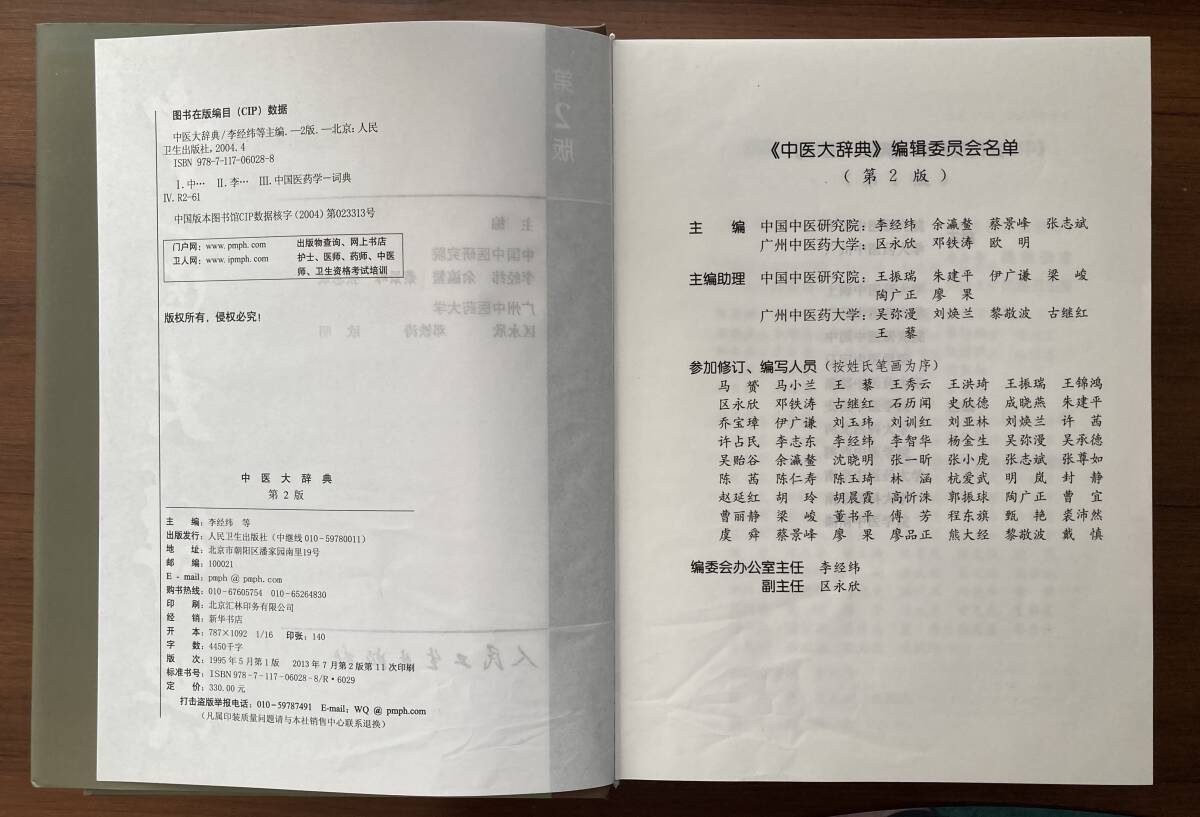 图书在版编目(CIP)数据
中医大辞典/李经纬等主编.—2版.—北京:人民
卫生出版社,2004.4
ISBN 978-7-117-06028-8
Ⅰ.中… Ⅱ.李… Ⅲ.中国医药学—词典
Ⅳ.R2-61
中国版本图书馆CIP数据核字(2004)第023313号
门户网:www.pmph.com 出版物查询、网上书店
卫人网:www.ipmph.com 护士、医师、药师、中医
师、卫生资格考试培训
版权所有,侵权必究!
中医大辞典
第2版
主 编:李经纬 等
出版发行:人民卫生出版社(中继线 010-59780011)
地 址:北京市朝阳区潘家园南里19号
邮 编:100021
E - mail:pmph @ pmph.com
购书热线:010-67605754 010-65264830
印 刷:北京汇林印务有限公司
经 销:新华书店
开 本:787×1092 1/16 印张:140
字 数:4450千字
版 次:1995年5月第1版 2013年7月第2版第11次印刷
标准书号:ISBN 978-7-117-06028-8/R·6029
定 价:330.00元
打击盗版举报电话:010-59787491 E-mail:WQ @ pmph.com
(凡属印装质量问题请与本社销售中心联系退换)
《中医大辞典》编辑委员会名单
(第2版)
主 编 中国中医研究院:李经纬 余瀛鳌 蔡景峰 张志斌
广州中医药大学:区永欣 邓铁涛 欧 明
主编助理 中国中医研究院:王振瑞 朱建平 伊广谦 梁 峻
陶广正 廖 果
广州中医药大学:吴弥漫 刘焕兰 黎敬波 古继红
王 藜
参加修订、编写人员(按姓氏笔画为序)
马 赟 马小兰 王 藜 王秀云 王洪琦 王振瑞 王锦鸿
区永欣 邓铁涛 古继红 石历闻 史欣德 成晓燕 朱建平
乔宝璋 伊广谦 刘玉玮 刘训红 刘亚林 刘焕兰 许 茜
许占民 李志东 李经纬 李智华 杨金生 吴弥漫 吴承德
吴贻谷 余瀛鳌 沈晓明 张一昕 张小虎 张志斌 张尊如
陈 茜 陈仁寿 陈玉琦 林 涵 杭爱武 明 岚 封 静
赵延红 胡 玲 胡晨霞 高忻洙 郭振球 陶广正 曹 宜
曹丽静 梁 峻 董书平 傅 芳 程东旗 甄 艳 裘沛然
虞 舜 蔡景峰 廖 果 廖品正 熊大经 黎敬波 戴 慎
编委会办公室主任 李经纬
副主任 区永欣